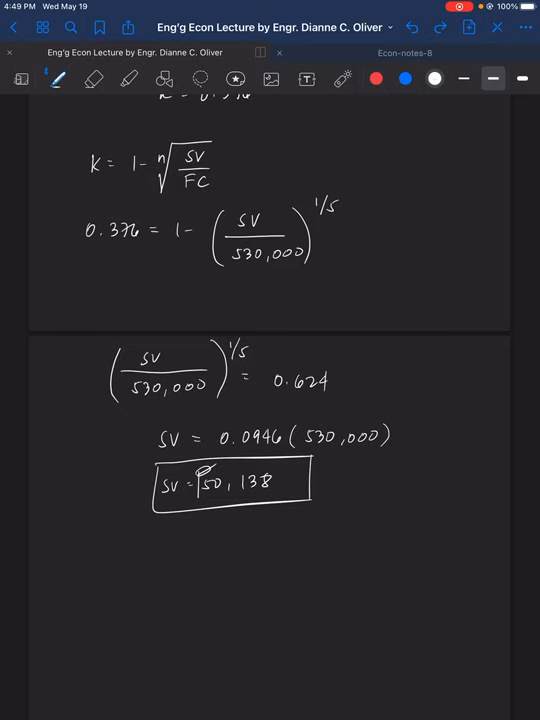 4:49 PM Wed May 19
100%
Eng'g Econ Lecture by Engr. Dianne C. Oliver
Eng'g Econ Lecture by Engr. Dianne C. Oliver
Econ-notes-8
K = 1 - n√(SV/FC)
0.376 = 1 - (SV/530,000)^1/5
(SV/530,000)^1/5 = 0.624
SV = 0.0946 (530,000)
SV = ₱50,138